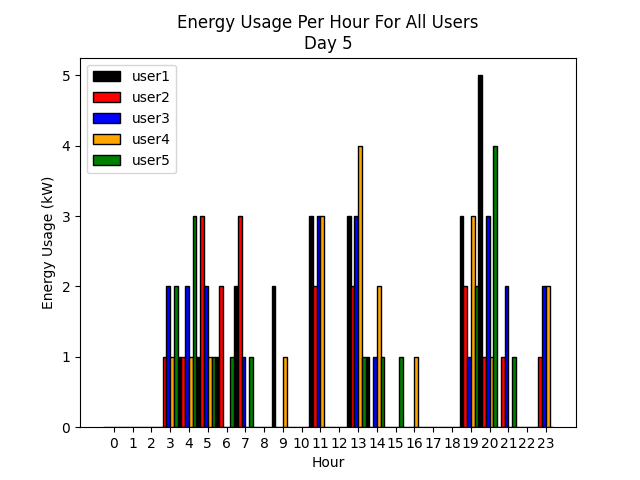 Energy Usage Per Hour For All Users
Day 5
user1
user2
user3
user4
user5
Energy Usage (kW)
5
4
3
2
1
0
0 1 2 3 4 5 6 7 8 9 10 11 12 13 14 15 16 17 18 19 20 21 22 23
Hour